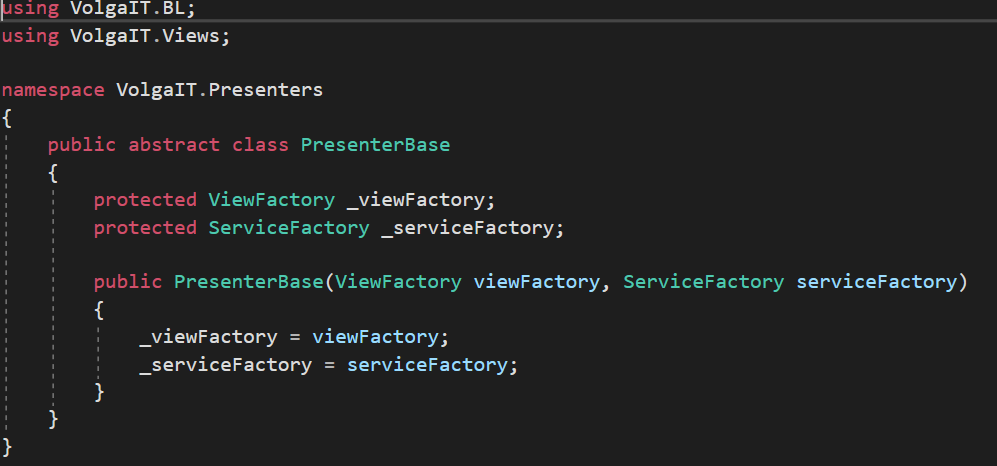 using VolgaIT.BL;
using VolgaIT.Views;

namespace VolgaIT.Presenters
{
    public abstract class PresenterBase
    {
        protected ViewFactory _viewFactory;
        protected ServiceFactory _serviceFactory;

        public PresenterBase(ViewFactory viewFactory, ServiceFactory serviceFactory)
        {
            _viewFactory = viewFactory;
            _serviceFactory = serviceFactory;
        }
    }
}